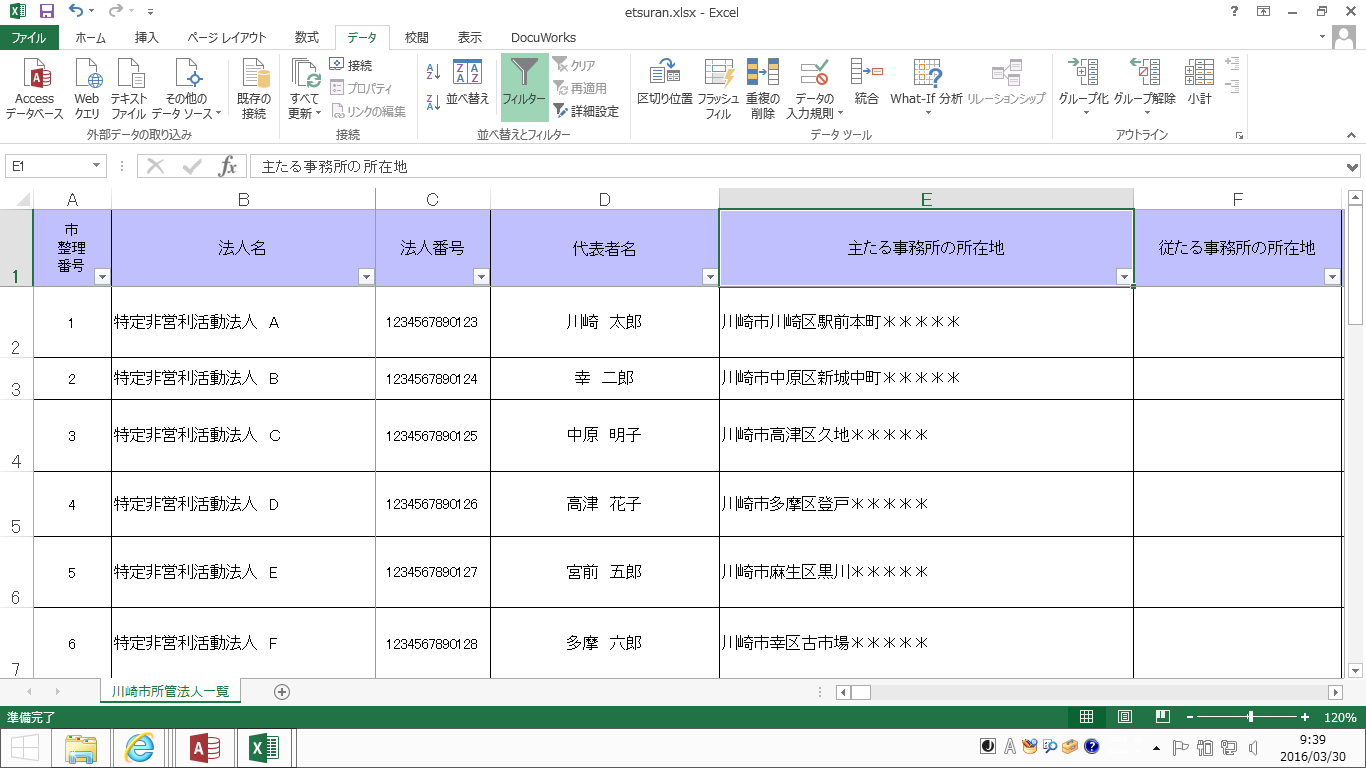 etsuran.xlsx - Excel
ファイル ホーム 挿入 ページ レイアウト 数式 データ 校閲 表示 DocuWorks
Access
データベース
Web
クエリ
テキスト
ファイル
その他の
データ ソース
既存の
接続
外部データの取り込み
すべて
更新
接続
プロパティ
リンクの編集
接続
並べ替え
フィルター
クリア
再適用
詳細設定
並べ替えとフィルター
区切り位置
フラッシュ
フィル
重複の
削除
データの
入力規則
統合
What-If 分析
リレーションシップ
データ ツール
グループ化
グループ解除
小計
アウトライン
E1 fx 主たる事務所の所在地
A B C D E F
1
市
整理
番号
法人名 法人番号 代表者名 主たる事務所の所在地 従たる事務所の所在地
2 1 特定非営利活動法人 A 1234567890123 川崎 太郎 川崎市川崎区駅前本町＊＊＊＊＊
3 2 特定非営利活動法人 B 1234567890124 幸 二郎 川崎市中原区新城中町＊＊＊＊＊
4 3 特定非営利活動法人 C 1234567890125 中原 明子 川崎市高津区久地＊＊＊＊＊
5 4 特定非営利活動法人 D 1234567890126 高津 花子 川崎市多摩区登戸＊＊＊＊＊
6 5 特定非営利活動法人 E 1234567890127 宮前 五郎 川崎市麻生区黒川＊＊＊＊＊
7 6 特定非営利活動法人 F 1234567890128 多摩 六郎 川崎市幸区古市場＊＊＊＊＊
川崎市所管法人一覧
準備完了 120%
9:39
2016/03/30